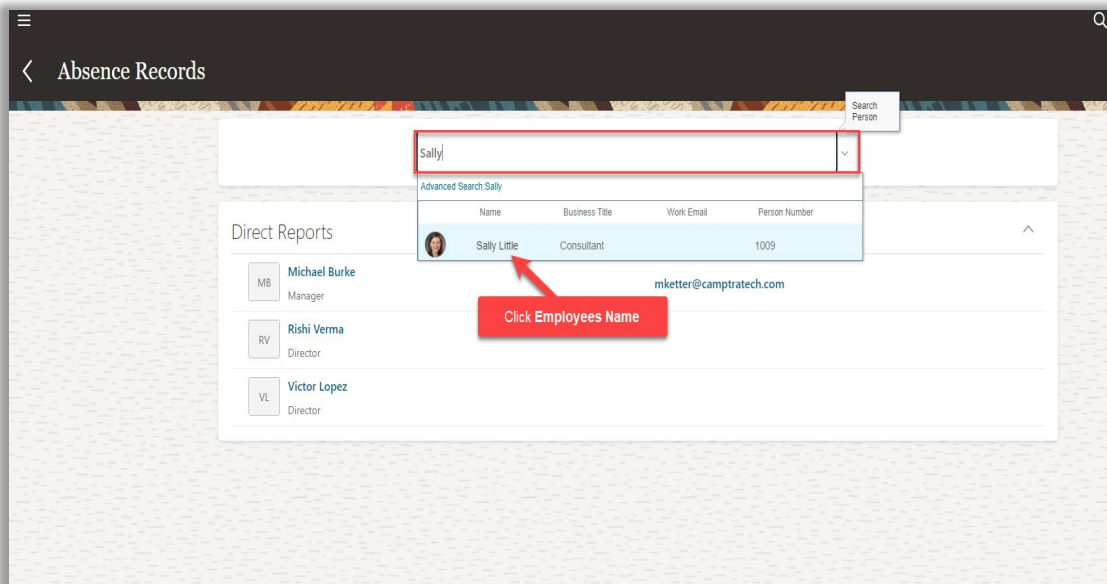 Absence Records
Search
Person
Sally
Advanced Search:Sally
Name Business Title Work Email Person Number
Sally Little Consultant 1009
Direct Reports
MB
Michael Burke
Manager
mketter@camptratech.com
Click Employees Name
RV
Rishi Verma
Director
VL
Victor Lopez
Director